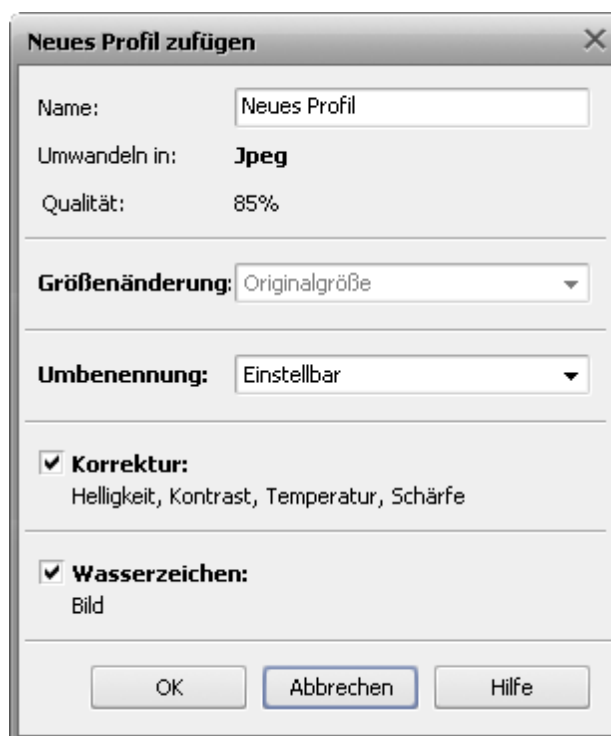 Neues Profil zufügen
Name: Neues Profil
Umwandeln in: Jpeg
Qualität: 85%
Größenänderung: Originalgröße
Umbenennung: Einstellbar
Korrektur:
Helligkeit, Kontrast, Temperatur, Schärfe
Wasserzeichen:
Bild
OK Abbrechen Hilfe